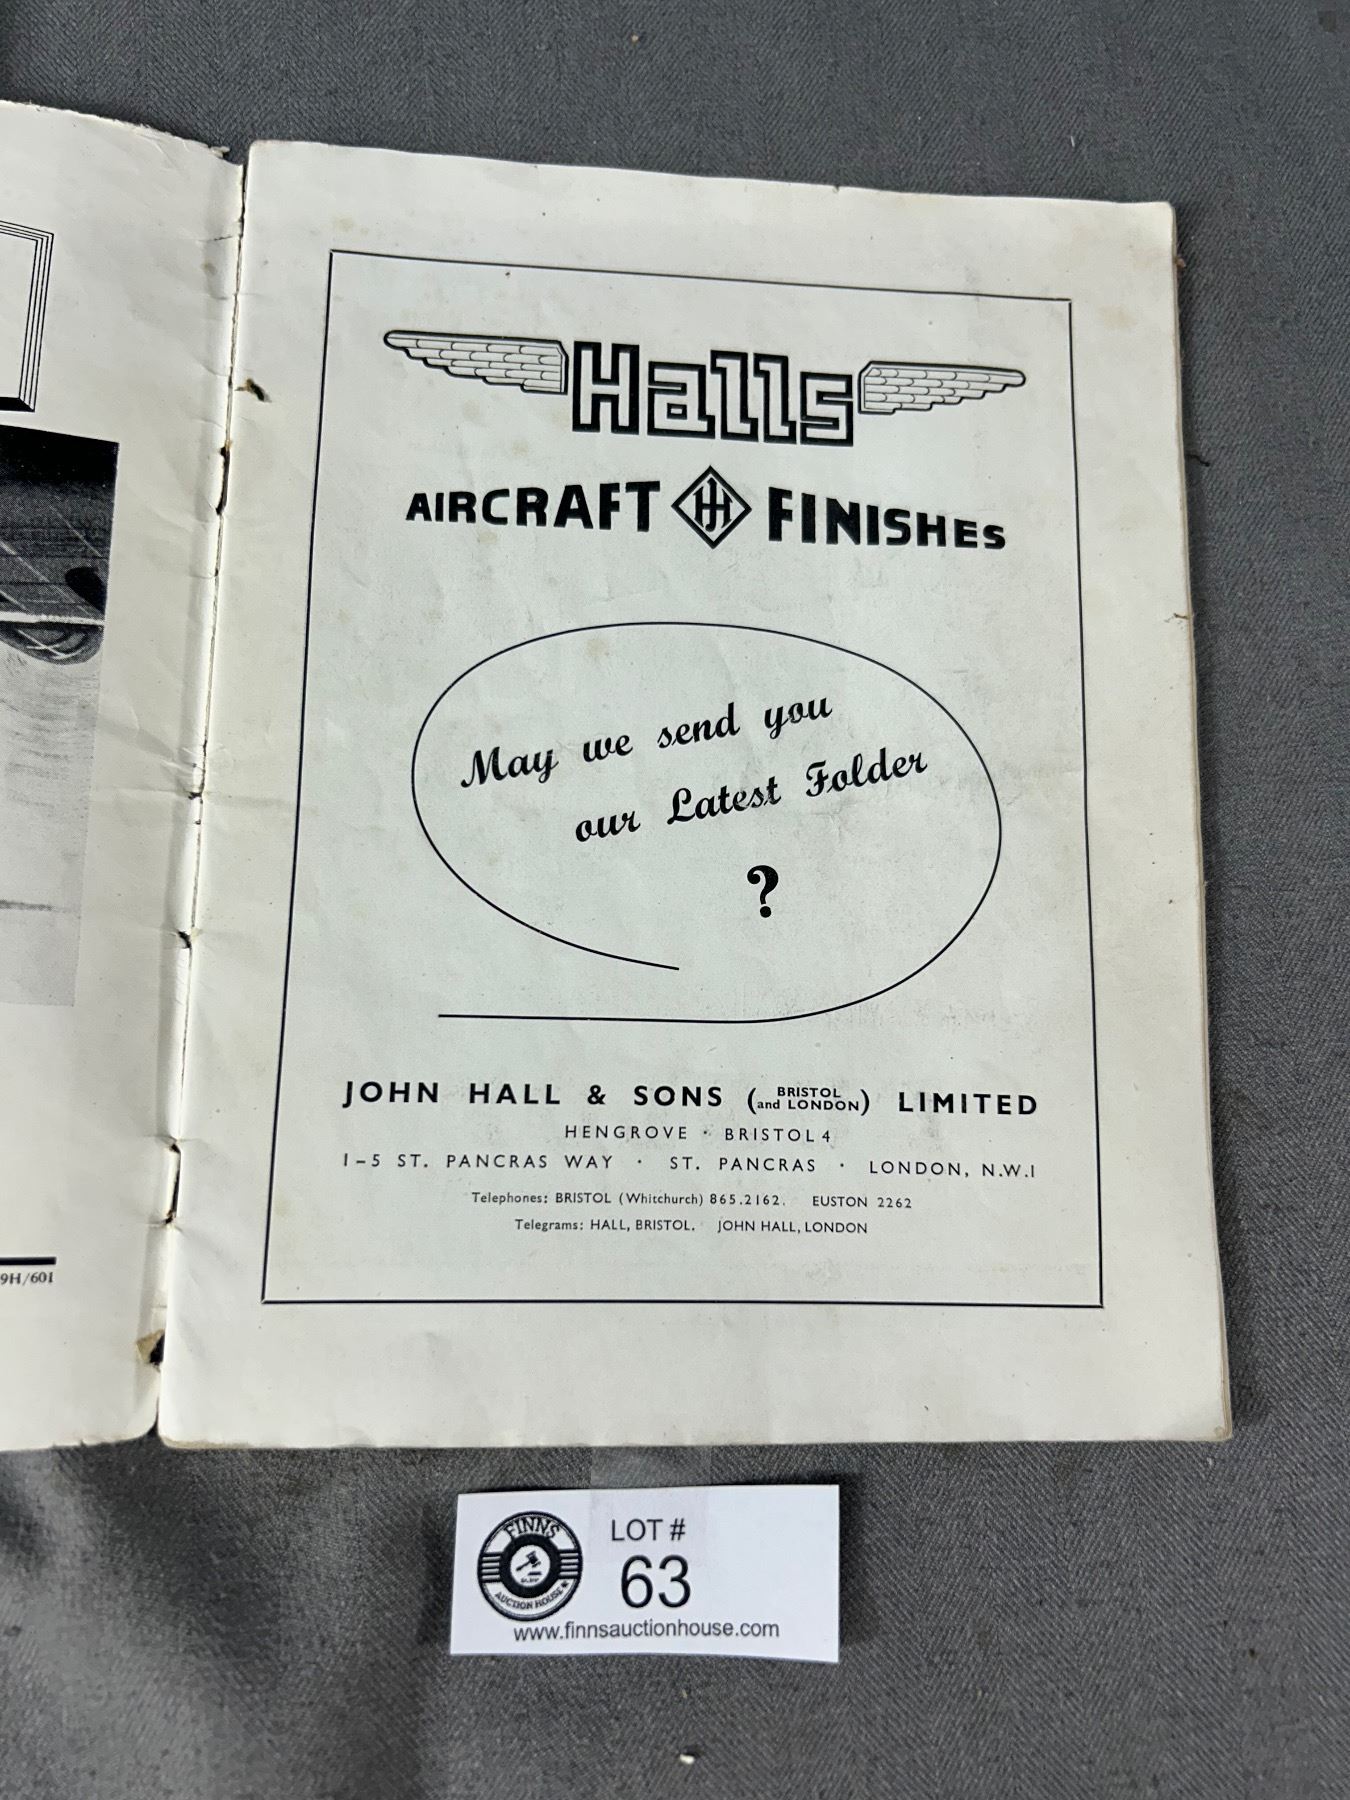 Halls
AIRCRAFT JH FINISHES
May we send you
our Latest Folder
?
JOHN HALL & SONS (BRISTOL and LONDON) LIMITED
HENGROVE · BRISTOL 4
1–5 ST. PANCRAS WAY · ST. PANCRAS · LONDON, N.W.1
Telephones: BRISTOL (Whitchurch) 865.2162. EUSTON 2262
Telegrams: HALL, BRISTOL. JOHN HALL, LONDON
9H/601
FINNS
AUCTION HOUSE
LOT #
63
www.finnsauctionhouse.com